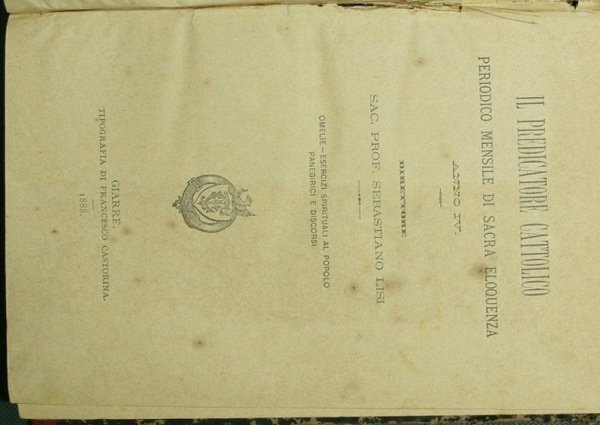 IL PREDICATORE CATTOLICO
PERIODICO MENSILE DI SACRA ELOQUENZA
ANNO IV.
DIRETTORE
SAC. PROF. SEBASTIANO LISI
OMELIE — ESERCIZI SPIRITUALI AL POPOLO
PANEGIRICI E DISCORSI.
GIARRE.
TIPOGRAFIA DI FRANCESCO CASTORINA.
1888.